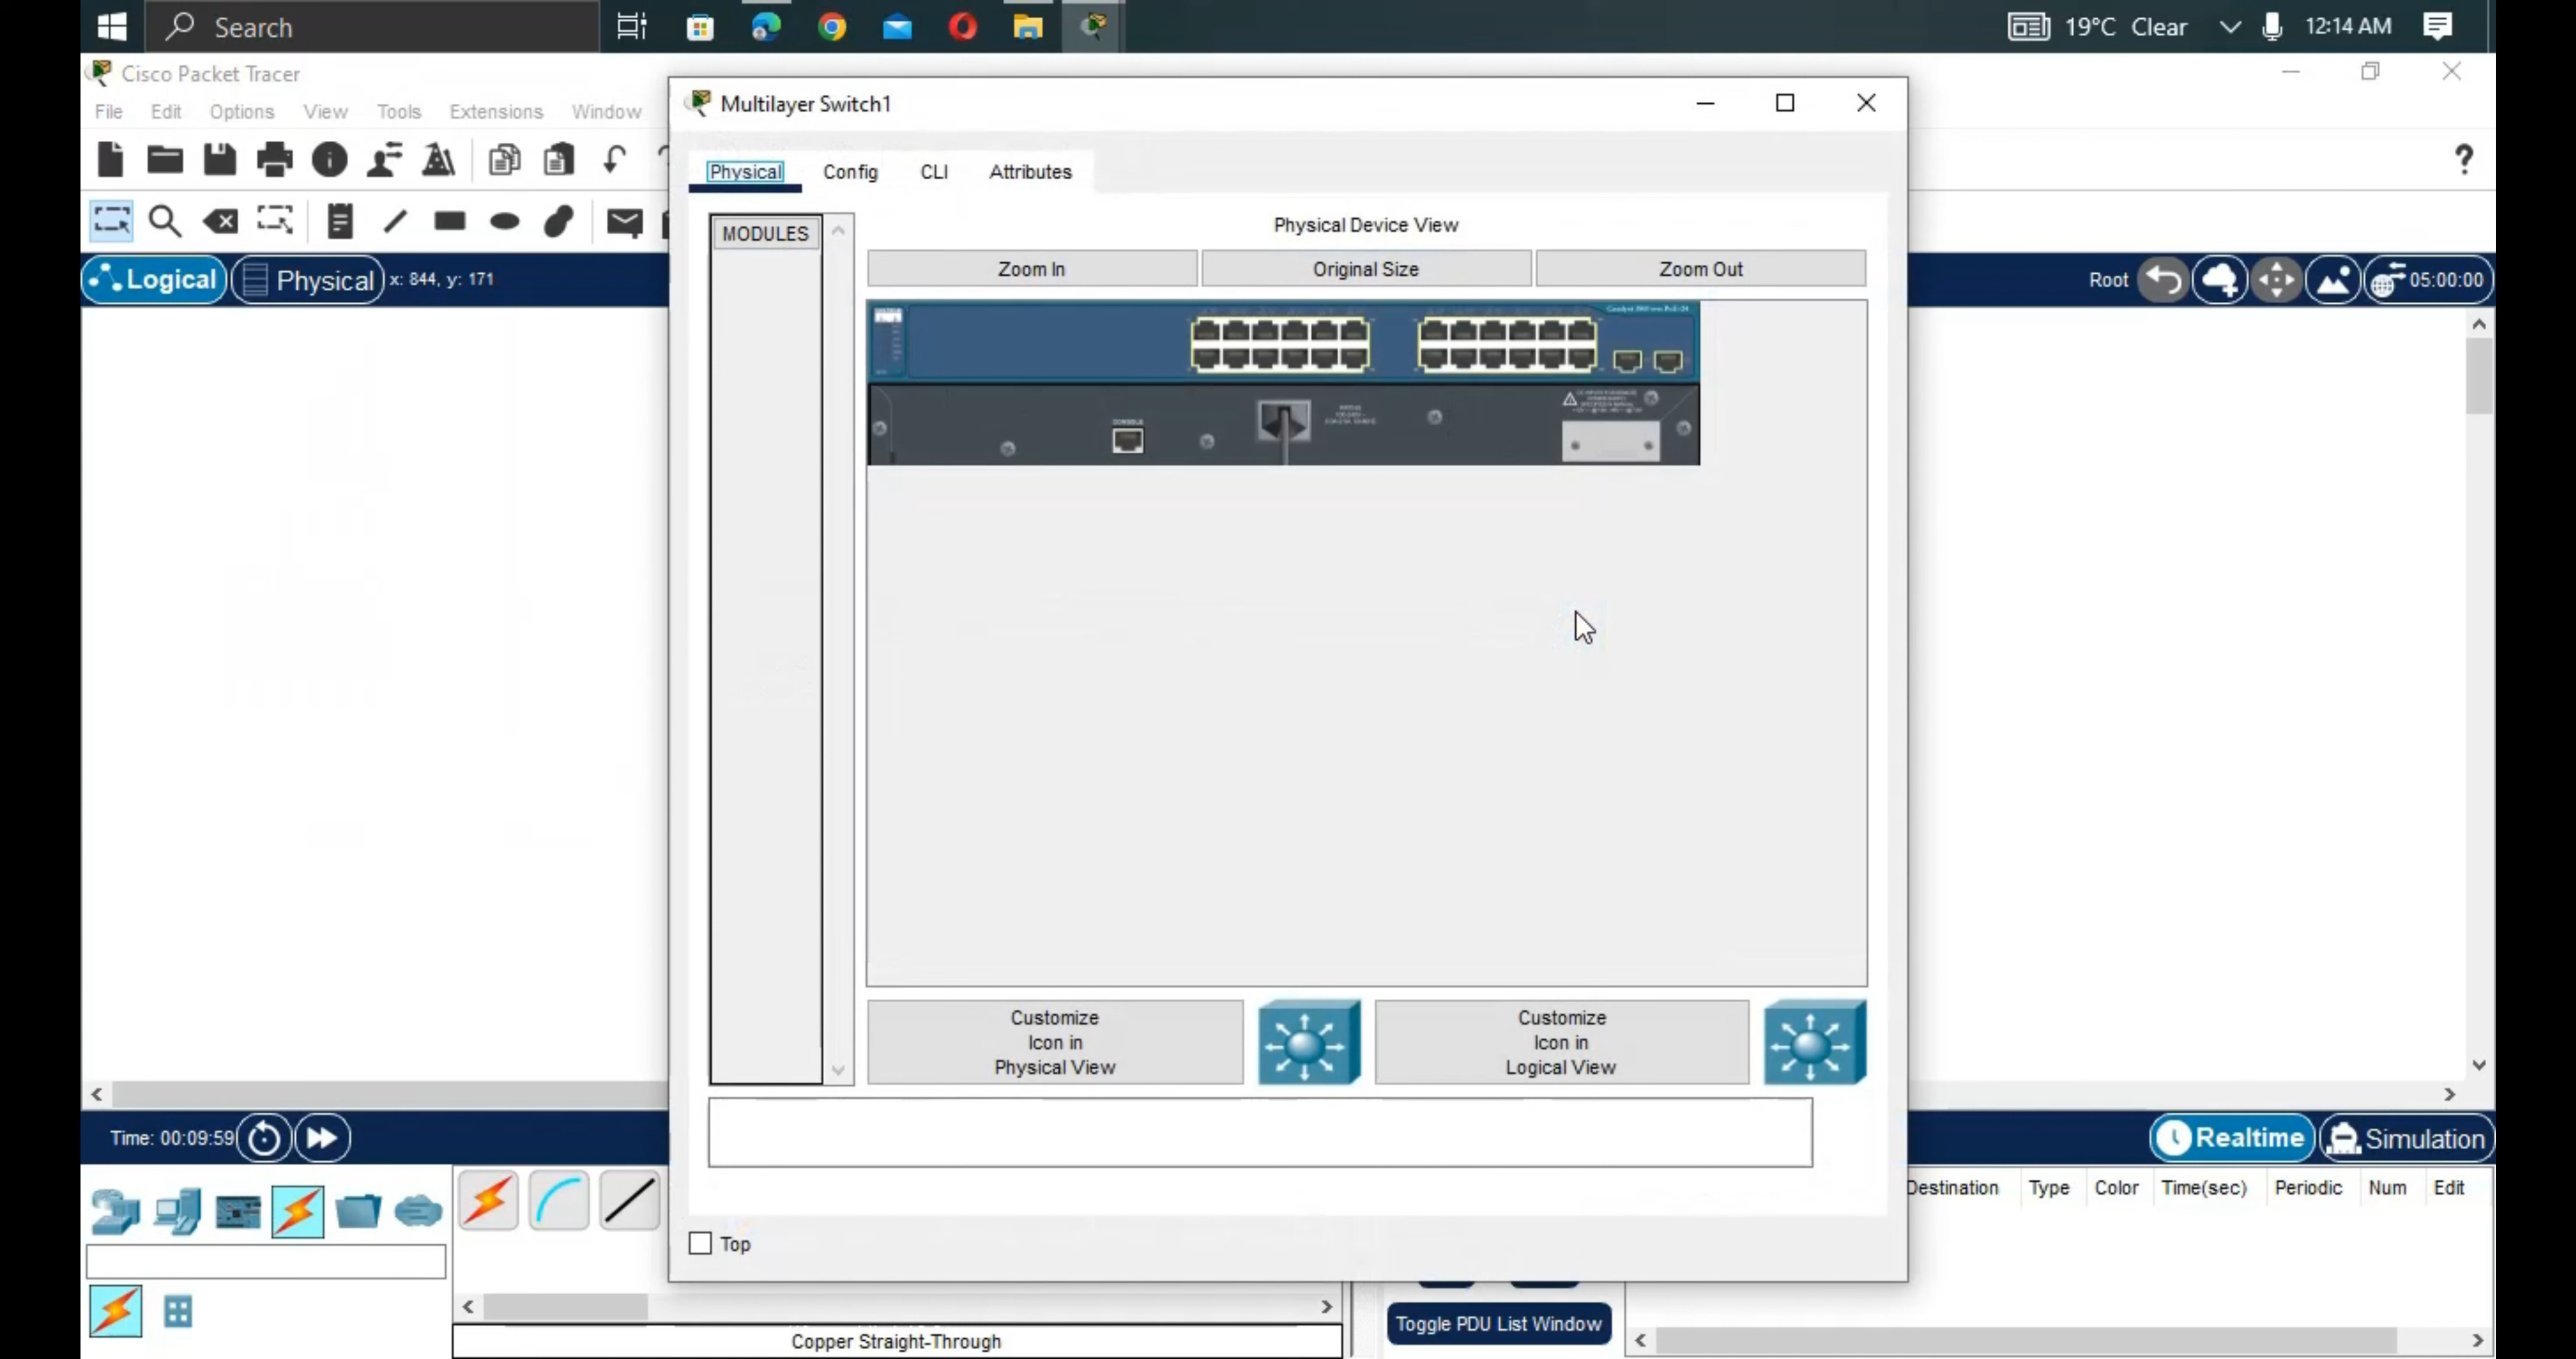 Search
19°C Clear
12:14 AM
Cisco Packet Tracer
File Edit Options View Tools Extensions Window
Multilayer Switch1
Physical Config CLI Attributes
MODULES
Physical Device View
Zoom In Original Size Zoom Out
Logical Physical x: 844, y: 171
Root 05:00:00
CONSOLE
Customize
Icon in
Physical View
Customize
Icon in
Logical View
Time: 00:09:59
Realtime Simulation
Destination Type Color Time(sec) Periodic Num Edit
Top
Toggle PDU List Window
Copper Straight-Through